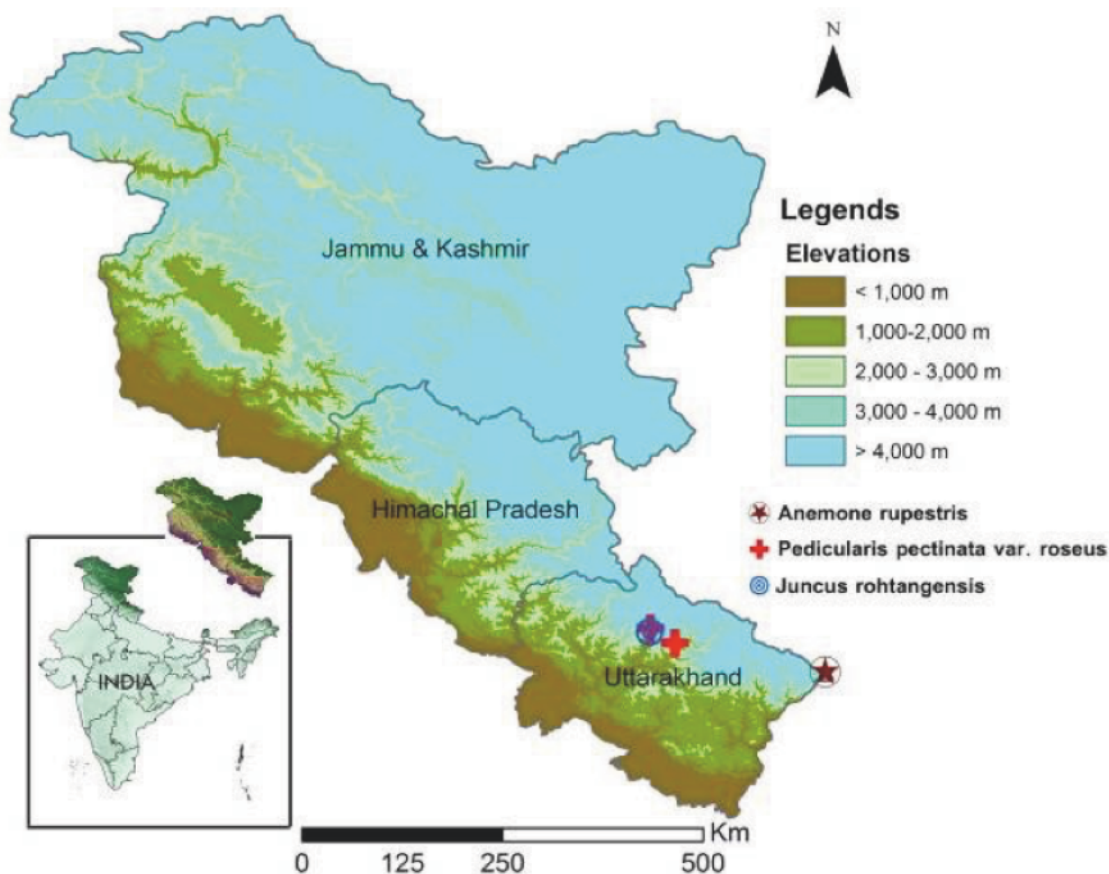 N
Jammu & Kashmir
Legends
Elevations
< 1,000 m
1,000-2,000 m
2,000 - 3,000 m
3,000 - 4,000 m
> 4,000 m
Himachal Pradesh
Anemone rupestris
Pedicularis pectinata var. roseus
Juncus rohtangensis
Uttarakhand
INDIA
Km
0 125 250 500